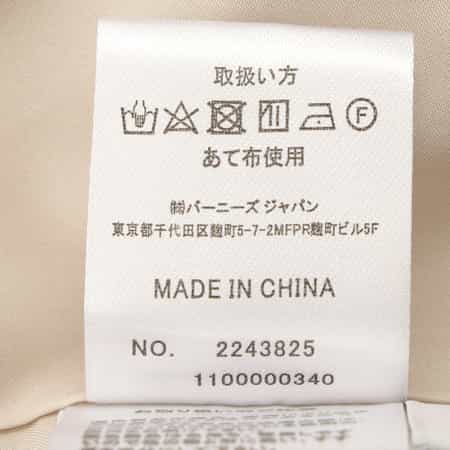 取扱い方
F
あて布使用
㈱バーニーズ ジャパン
東京都千代田区麹町5-7-2MFPR麹町ビル5F
MADE IN CHINA
NO. 2243825
1100000340